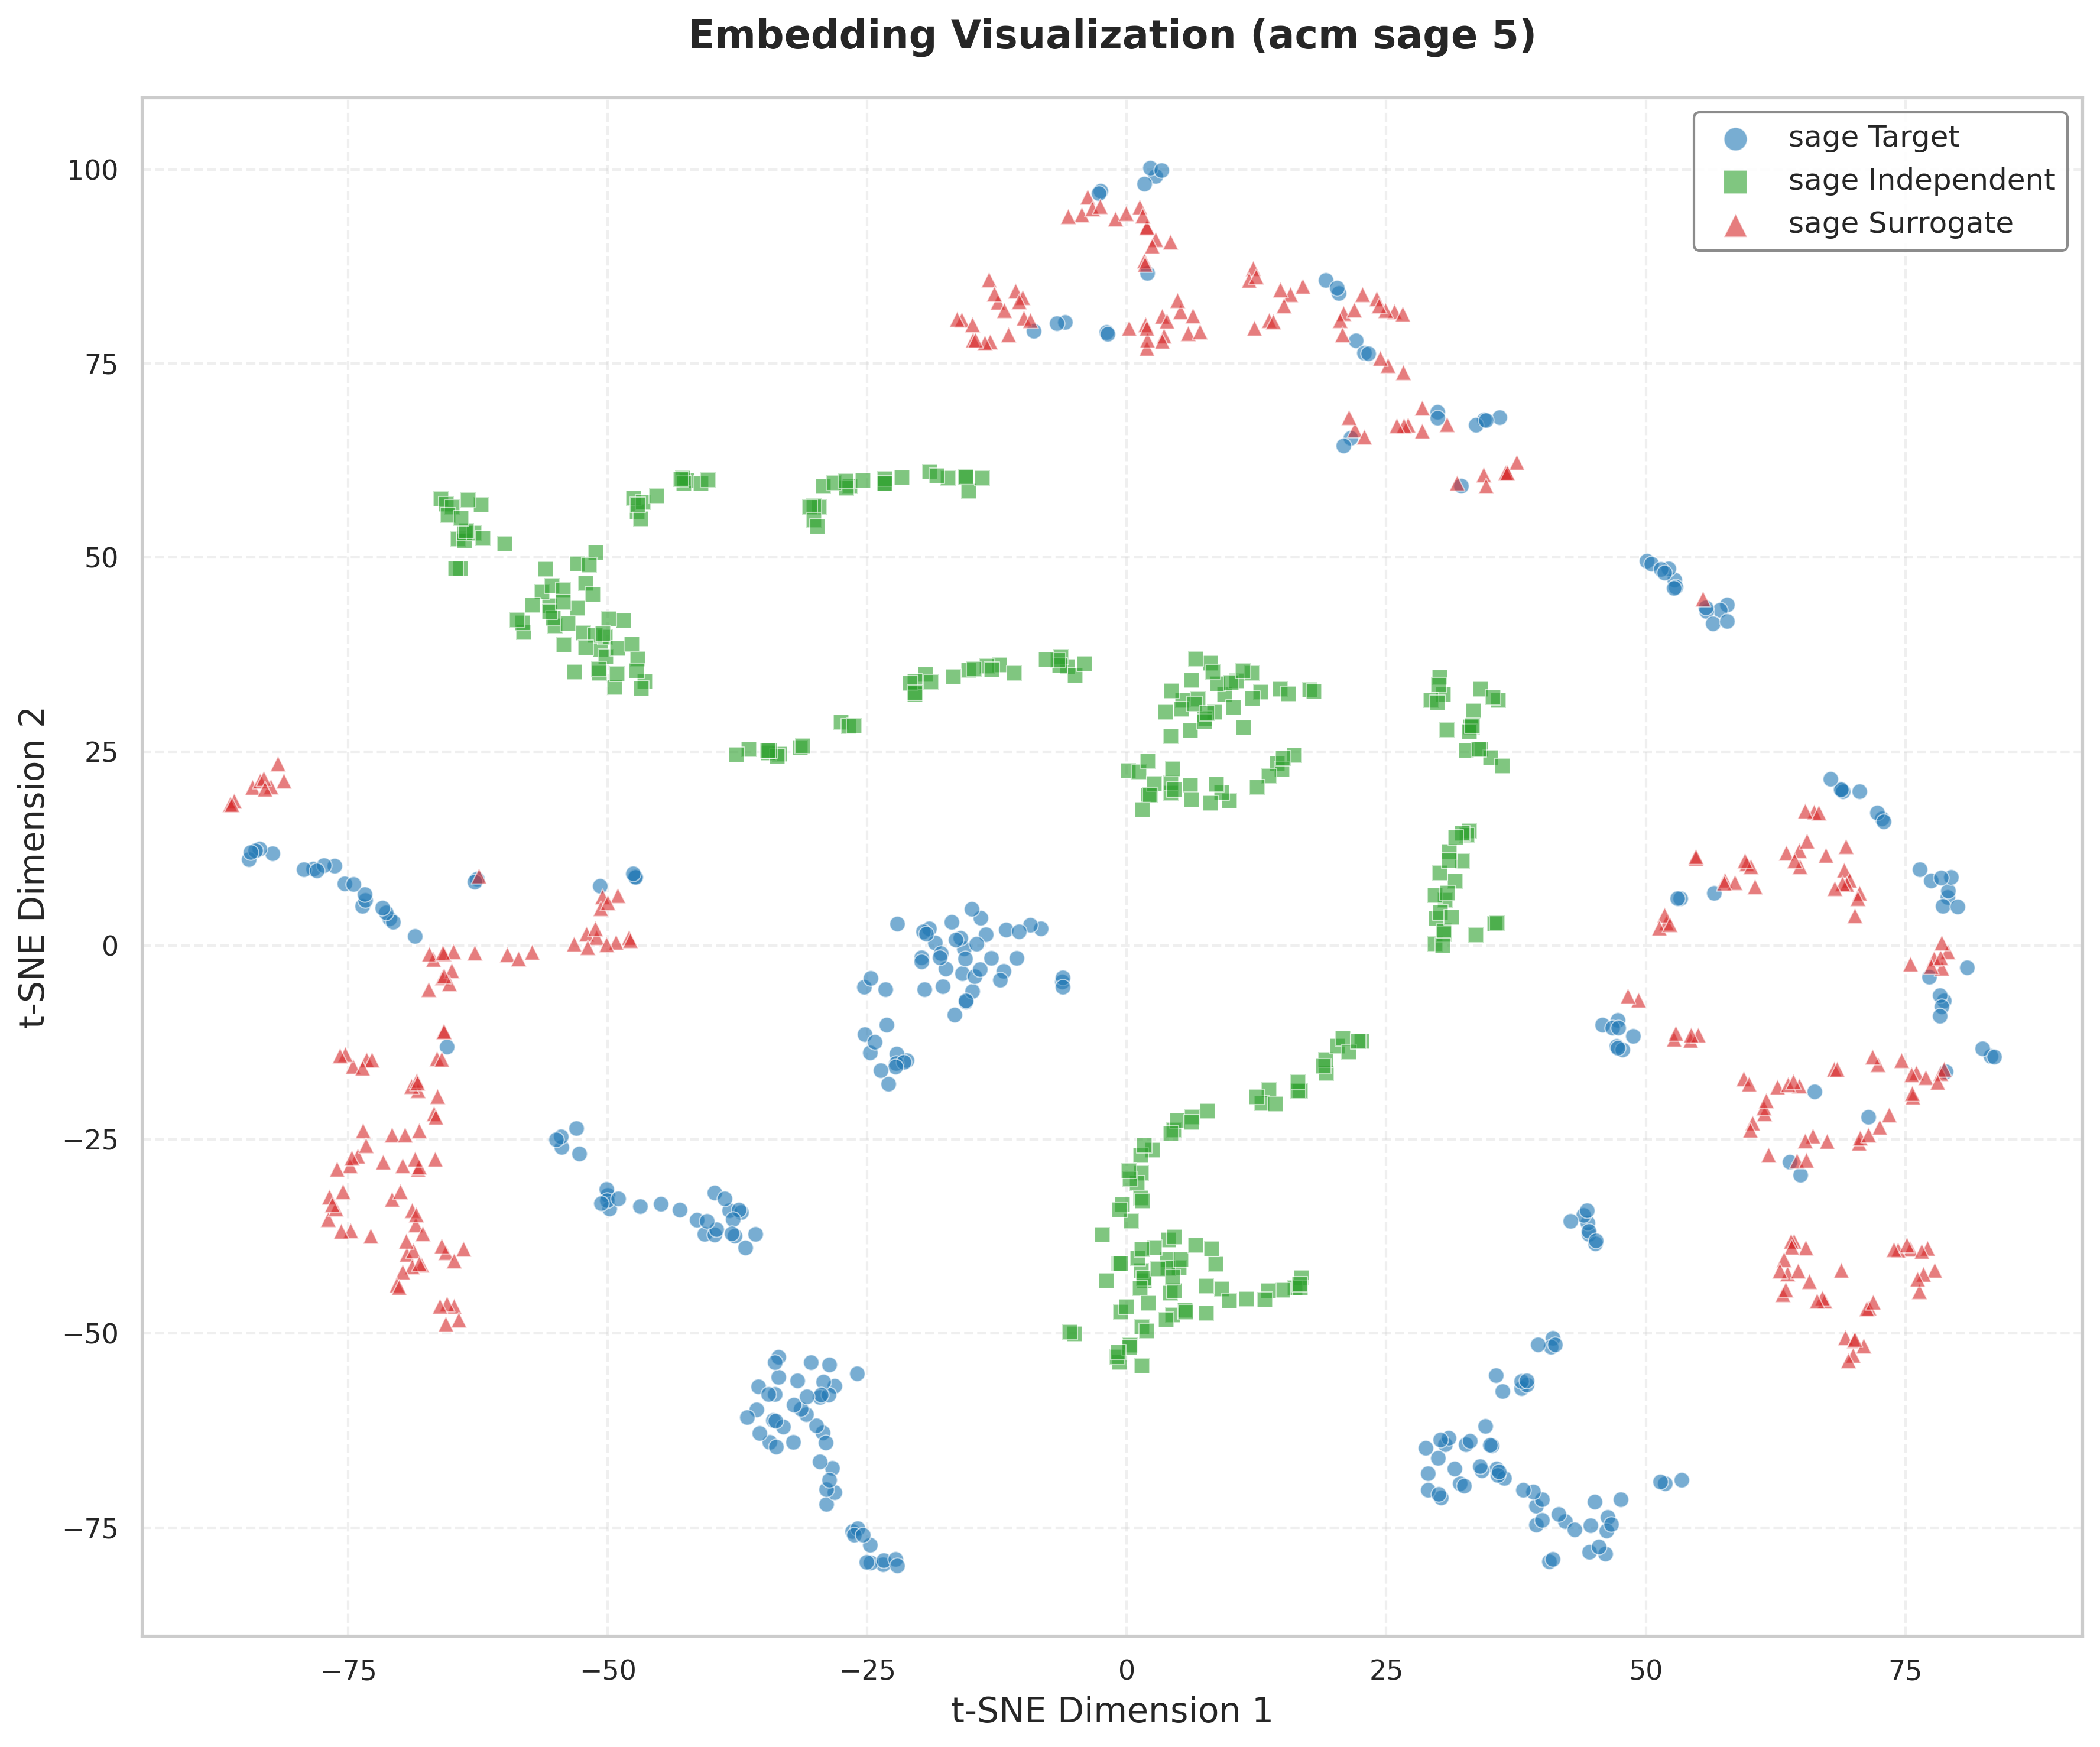 Embedding Visualization (acm sage 5)
sage Target
sage Independent
sage Surrogate
t-SNE Dimension 2
100
75
50
25
0
−25
−50
−75
−75
−50
−25
0
25
50
75
t-SNE Dimension 1